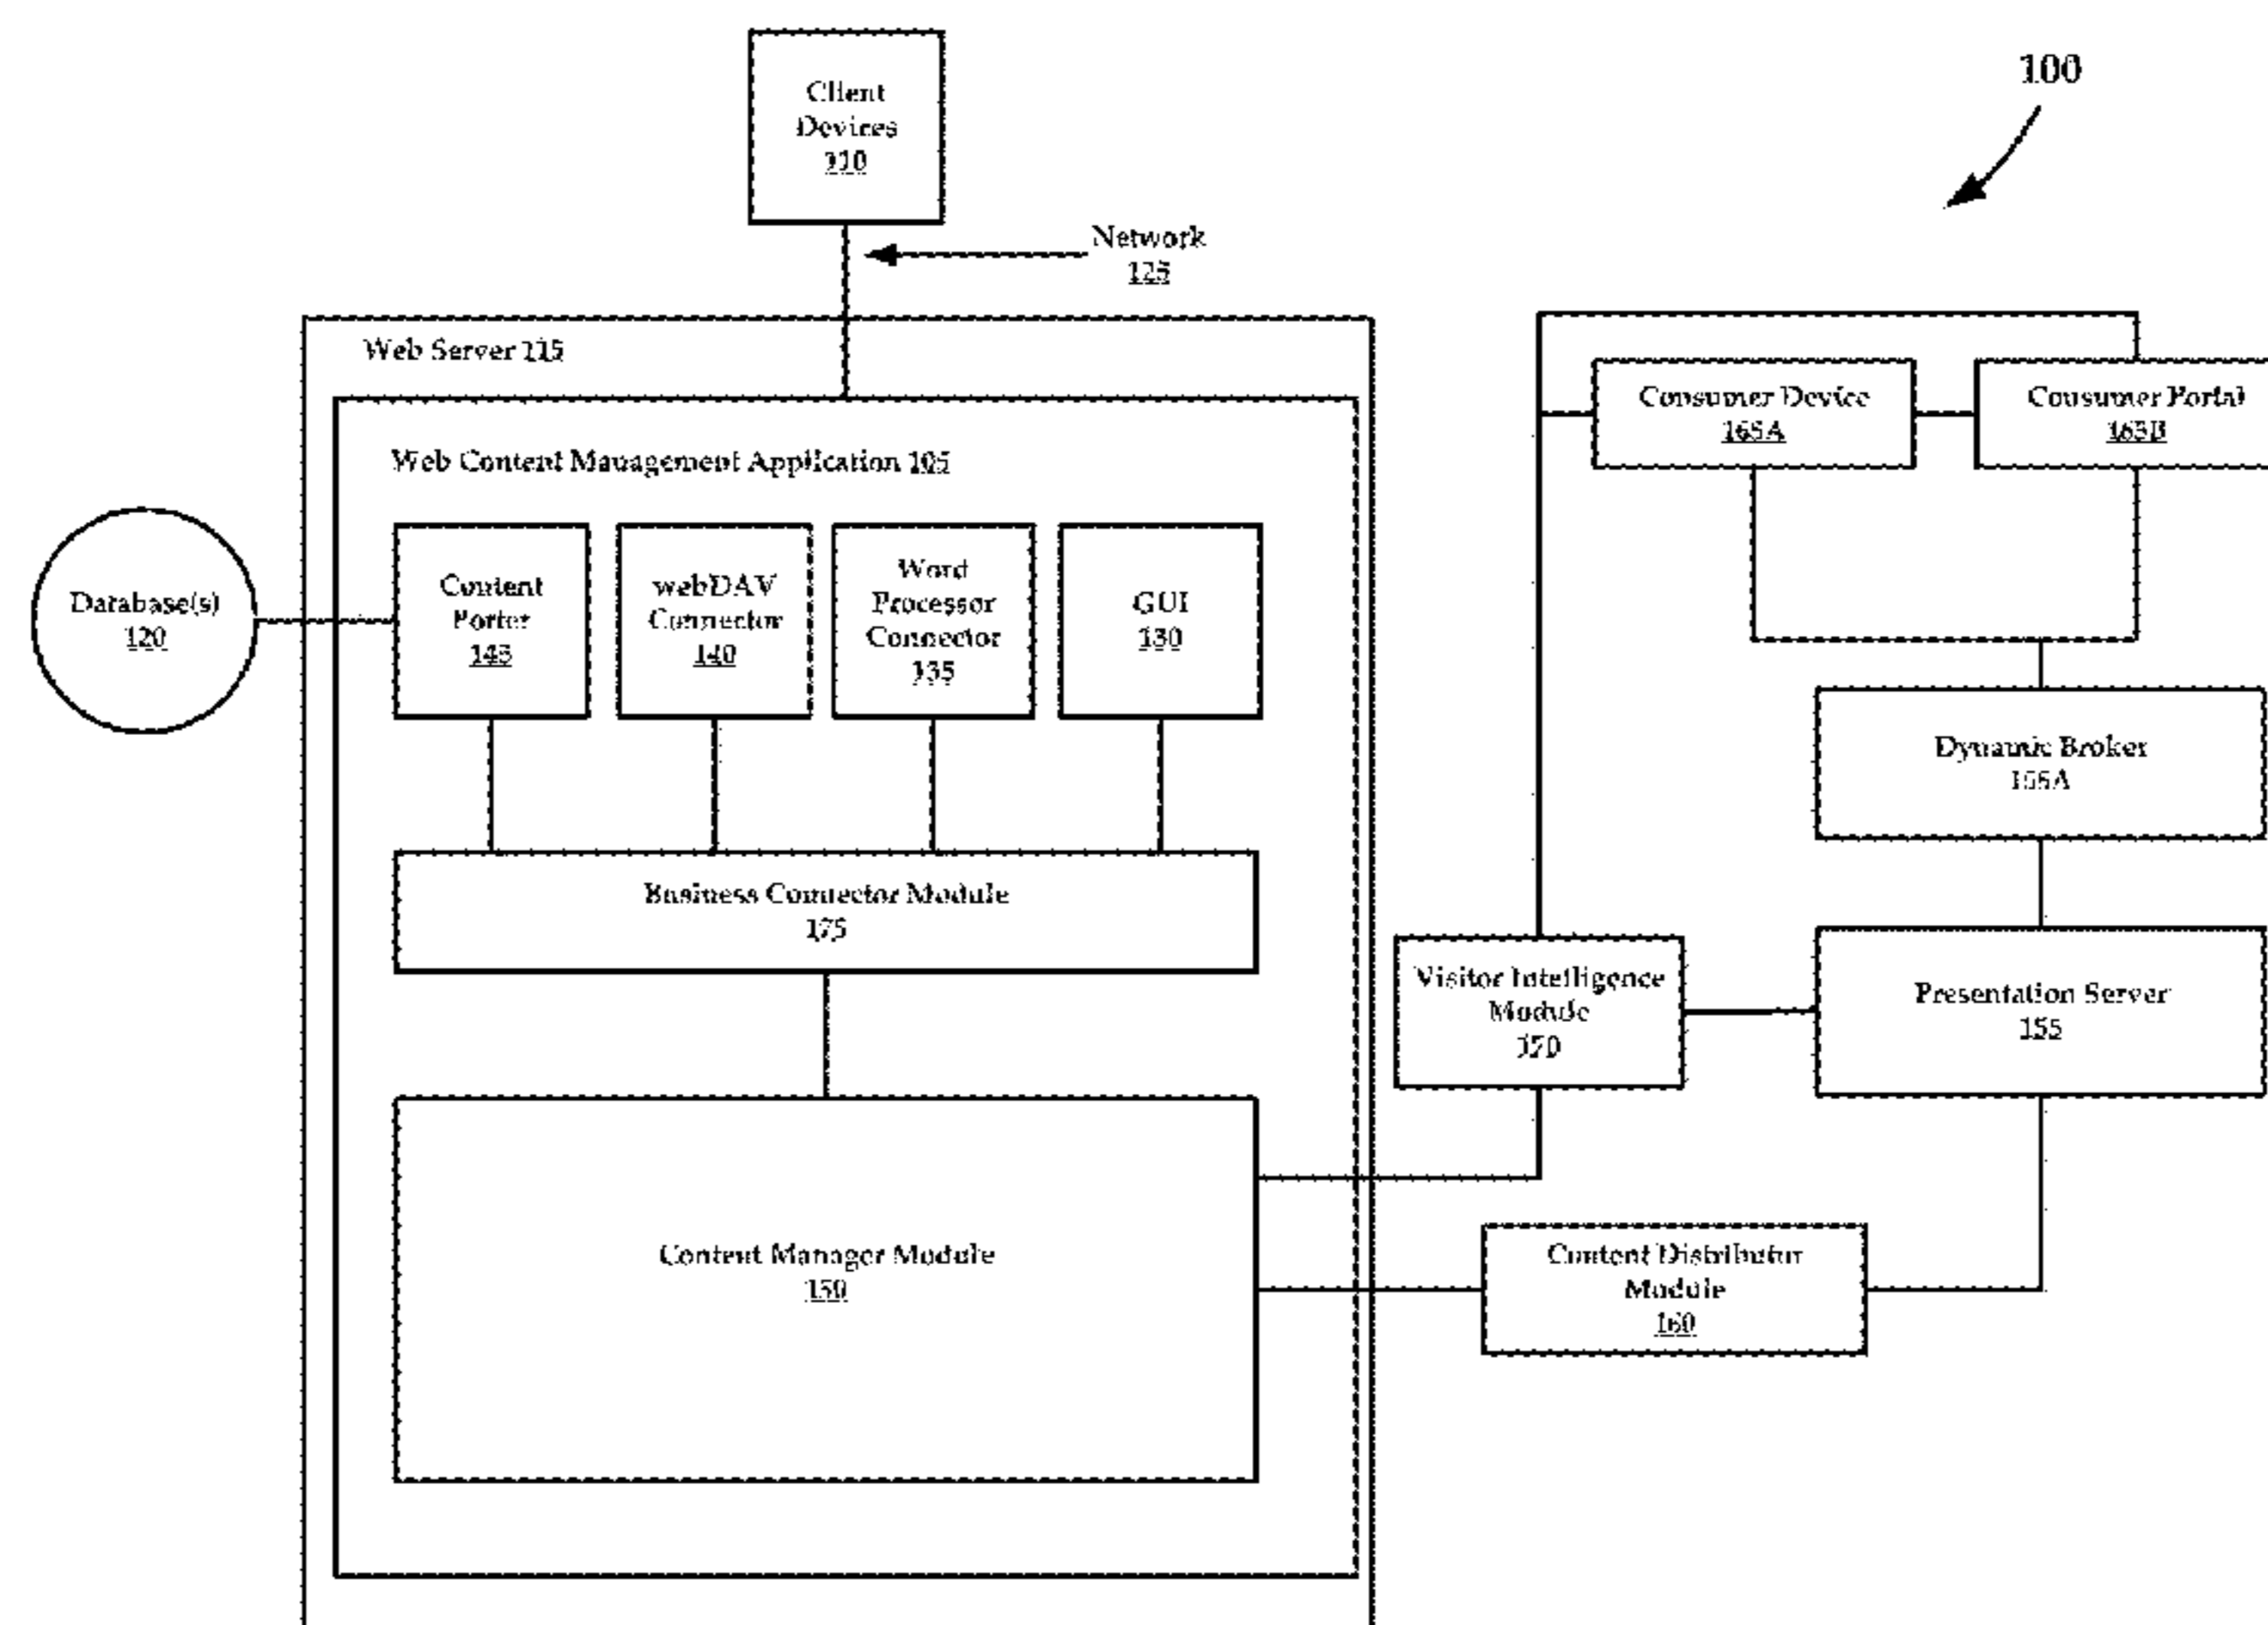 100
Client
Devices
110
Network
125
Web Server 115
Web Content Management Application 105
Consumer Device
165A
Consumer Portal
165B
Database(s)
120
Content
Porter
145
webDAV
Connector
140
Word
Processor
Connector
135
GUI
130
Dynamic Broker
155A
Business Connector Module
175
Visitor Intelligence
Module
170
Presentation Server
155
Content Manager Module
150
Content Distributor
Module
160